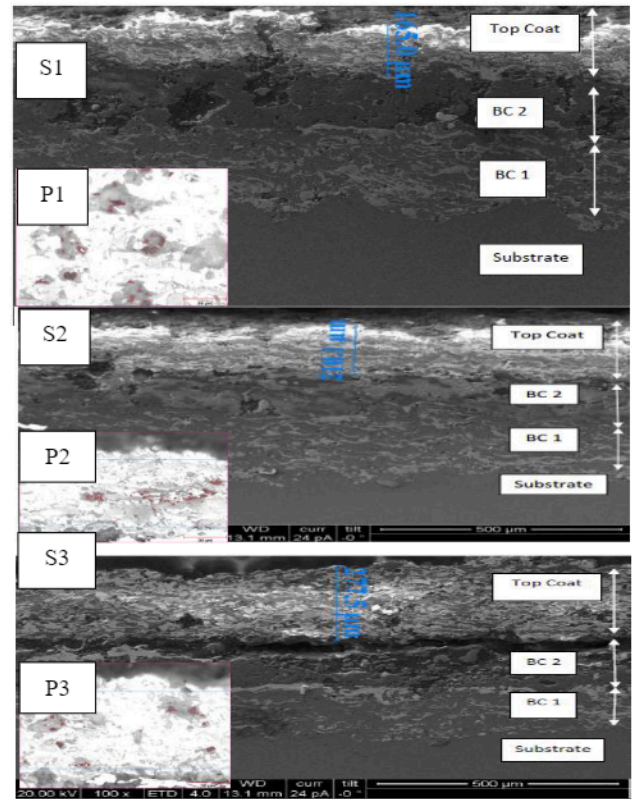 Top Coat
S1
BC 2
P1
BC 1
Substrate
S2
Top Coat
BC 2
BC 1
P2
Substrate
WD curr tilt
13.1 mm 24 pA -0 ° 500 µm
S3
Top Coat
BC 2
P3
BC 1
Substrate
WD curr tilt
20.00 kV 100 x ETD 4.0 13.1 mm 24 pA -0 ° 500 µm